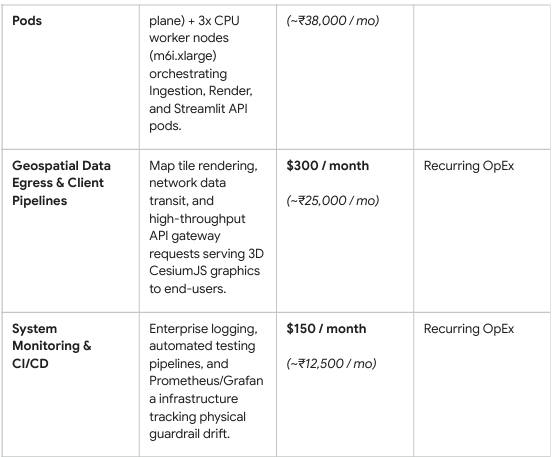 Pods
plane) + 3x CPU
worker nodes
(m6i.xlarge)
orchestrating
Ingestion, Render,
and Streamlit API
pods.
(~₹38,000 / mo)
Geospatial Data
Egress & Client
Pipelines
Map tile rendering,
network data
transit, and
high-throughput
API gateway
requests serving 3D
CesiumJS graphics
to end-users.
$300 / month
(~₹25,000 / mo)
Recurring OpEx
System
Monitoring &
CI/CD
Enterprise logging,
automated testing
pipelines, and
Prometheus/Grafan
a infrastructure
tracking physical
guardrail drift.
$150 / month
(~₹12,500 / mo)
Recurring OpEx